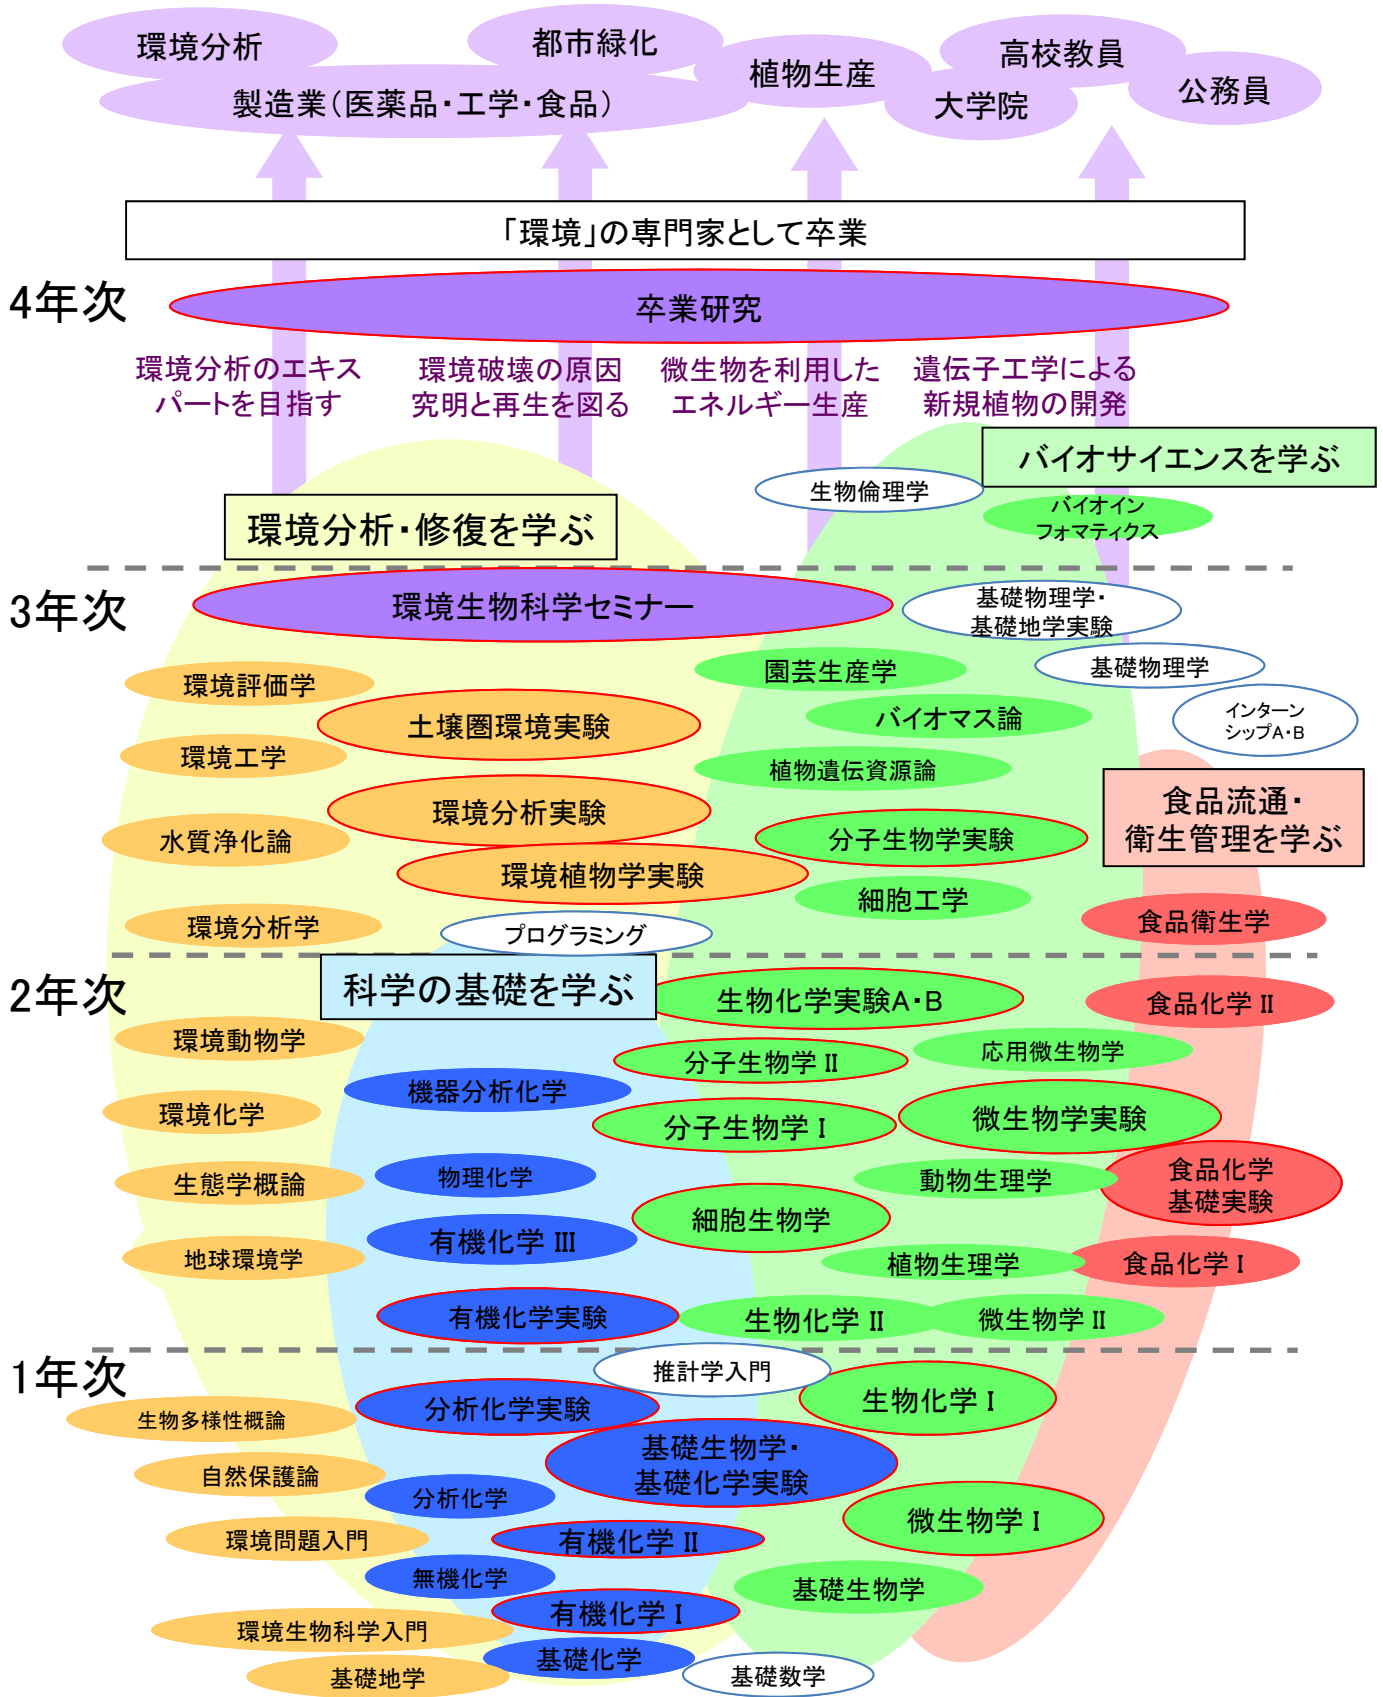 環境分析
都市緑化
植物生産
高校教員
公務員
製造業(医薬品・工学・食品)
大学院
「環境」の専門家として卒業
4年次
卒業研究
環境分析のエキス
パートを目指す
環境破壊の原因
究明と再生を図る
微生物を利用した
エネルギー生産
遺伝子工学による
新規植物の開発
バイオサイエンスを学ぶ
生物倫理学
バイオイン
フォマティクス
環境分析・修復を学ぶ
3年次
環境生物科学セミナー
基礎物理学・
基礎地学実験
基礎物理学
環境評価学
園芸生産学
インターン
シップA・B
土壌圏環境実験
バイオマス論
環境工学
植物遺伝資源論
環境分析実験
食品流通・
衛生管理を学ぶ
水質浄化論
分子生物学実験
環境植物学実験
細胞工学
環境分析学
プログラミング
食品衛生学
2年次
科学の基礎を学ぶ
生物化学実験A・B
食品化学 II
環境動物学
分子生物学 II
応用微生物学
機器分析化学
環境化学
分子生物学 I
微生物学実験
生態学概論
物理化学
動物生理学
食品化学
基礎実験
細胞生物学
有機化学 III
地球環境学
植物生理学
食品化学 I
有機化学実験
生物化学 II
微生物学 II
1年次
推計学入門
生物多様性概論
分析化学実験
生物化学 I
基礎生物学・
基礎化学実験
自然保護論
分析化学
微生物学 I
環境問題入門
有機化学 II
無機化学
基礎生物学
有機化学 I
環境生物科学入門
基礎化学
基礎地学
基礎数学